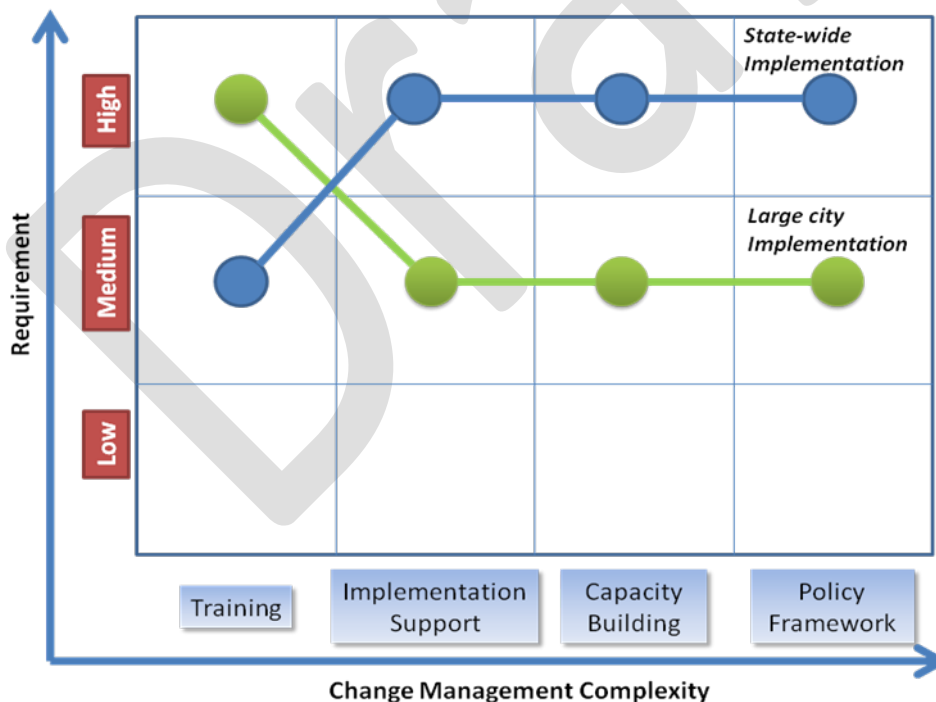 State-wide
Implementation
High
Large city
Implementation
Medium
Requirement
Low
Training
Implementation
Support
Capacity
Building
Policy
Framework
Change Management Complexity